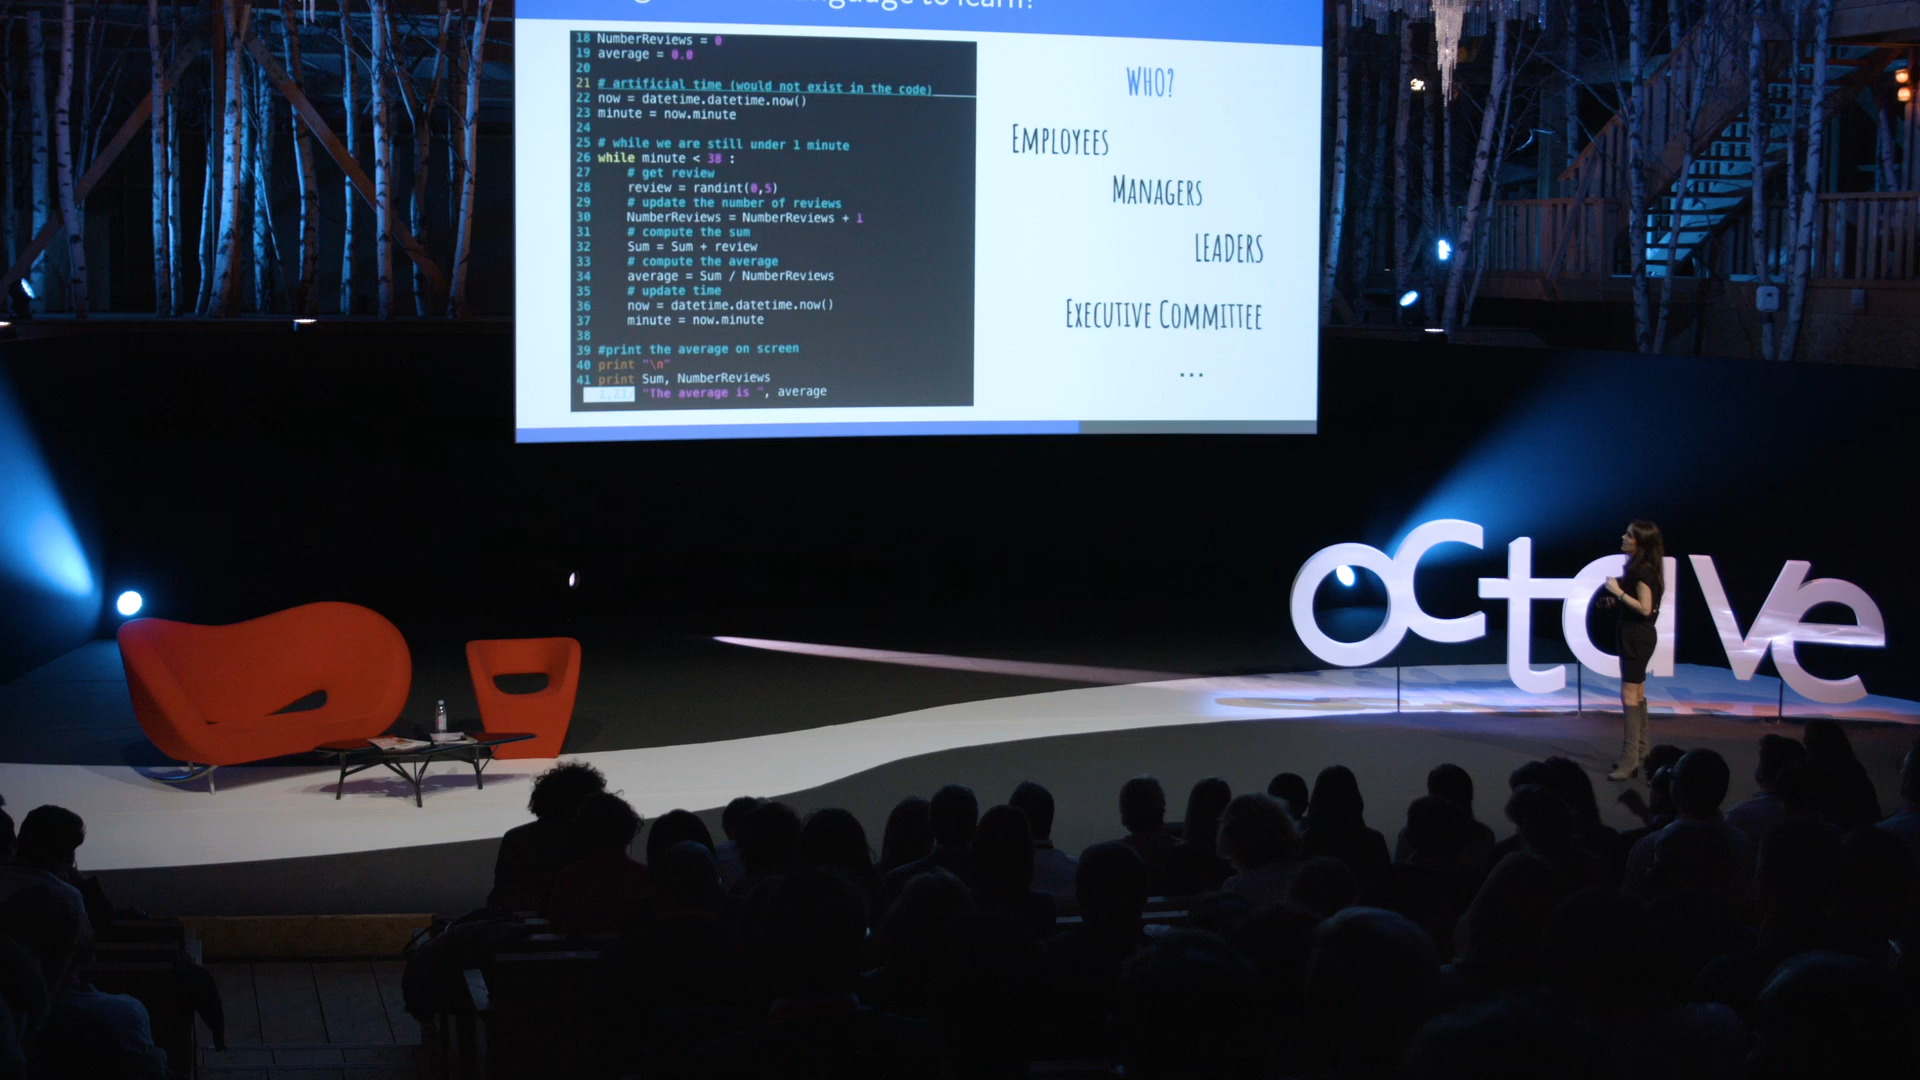 to learn?
18 NumberReviews = 0
19 average = 0.0
20
21 # artificial time (would not exist in the code)
22 now = datetime.datetime.now()
23 minute = now.minute
24
25 # while we are still under 1 minute
26 while minute < 38 :
27 # get review
28 review = randint(0,5)
29 # update the number of reviews
30 NumberReviews = NumberReviews + 1
31 # compute the sum
32 Sum = Sum + review
33 # compute the average
34 average = Sum / NumberReviews
35 # update time
36 now = datetime.datetime.now()
37 minute = now.minute
38
39 #print the average on screen
40 print "\n"
41 print Sum, NumberReviews
"The average is ", average
WHO?
EMPLOYEES
MANAGERS
LEADERS
EXECUTIVE COMMITTEE
...
octave